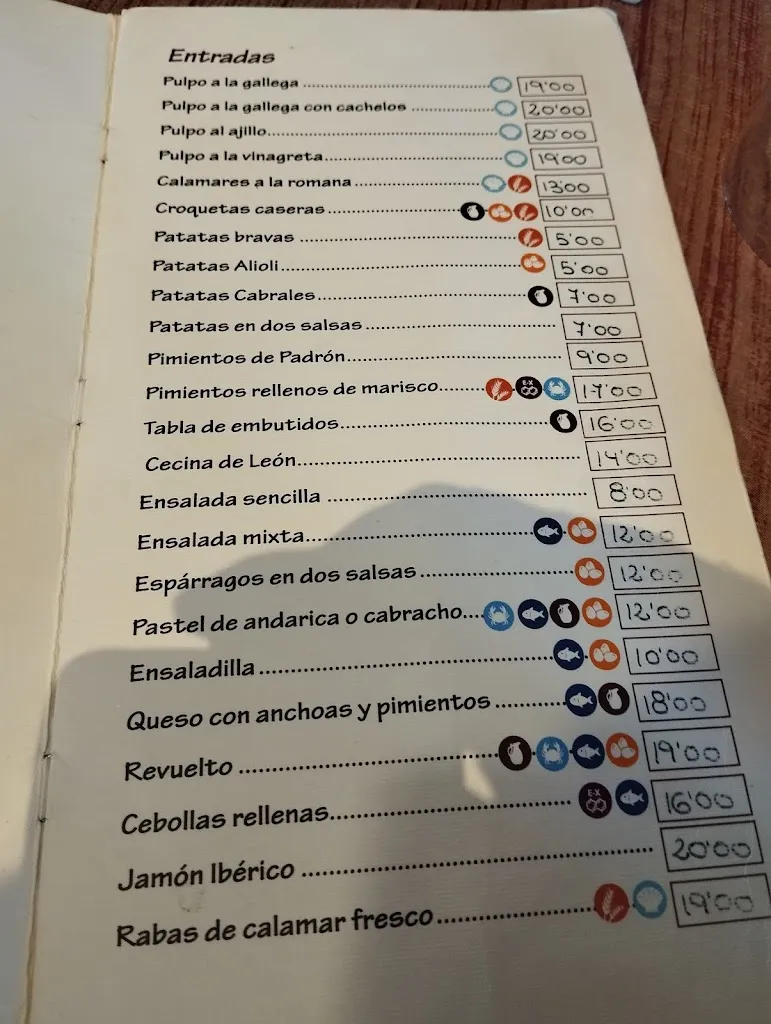 Entradas
Pulpo a la gallega 19'00
Pulpo a la gallega con cachelos 20'00
Pulpo al ajillo 20'00
Pulpo a la vinagreta 19'00
Calamares a la romana 13'00
Croquetas caseras 10'00
Patatas bravas 5'00
Patatas Alioli 5'00
Patatas Cabrales 7'00
Patatas en dos salsas 7'00
Pimientos de Padrón 9'00
Pimientos rellenos de marisco E-X 17'00
Tabla de embutidos 16'00
Cecina de León 14'00
Ensalada sencilla 8'00
Ensalada mixta 12'00
Espárragos en dos salsas 12'00
Pastel de andarica o cabracho 12'00
Ensaladilla 10'00
Queso con anchoas y pimientos 18'00
Revuelto 19'00
Cebollas rellenas E-X 16'00
Jamón Ibérico 20'00
Rabas de calamar fresco 19'00